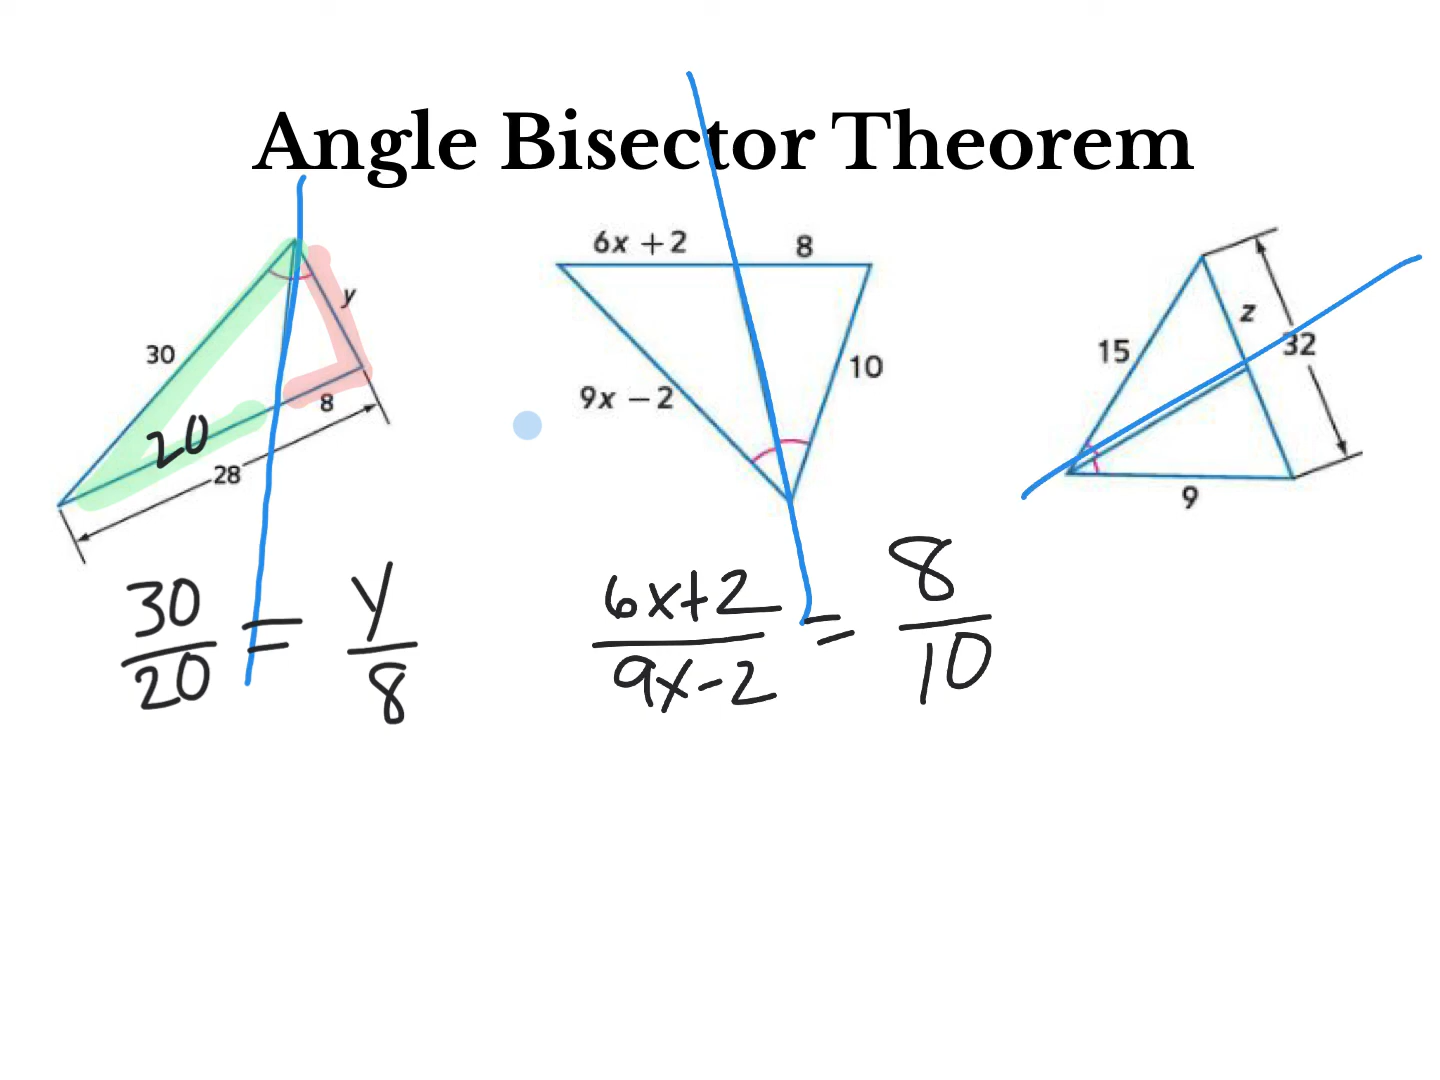 Angle Bisector Theorem
30
y
20
8
28
6x + 2
8
9x − 2
10
15
z
32
9
30/20 = y/8
6x+2/9x-2 = 8/10